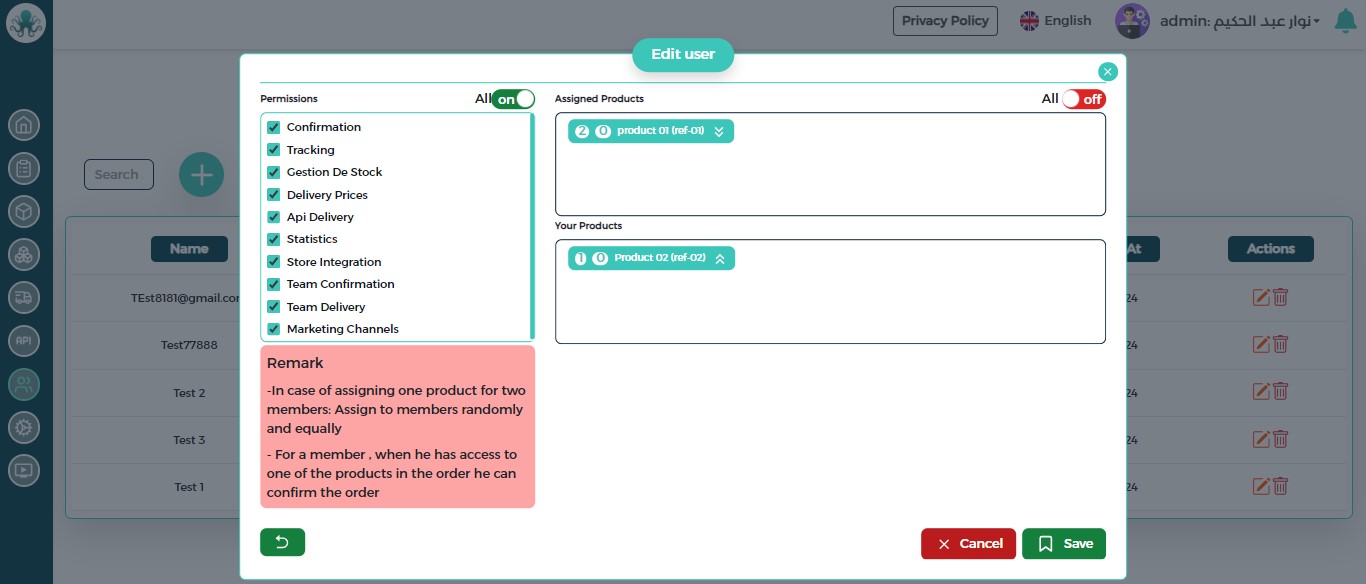 Privacy Policy
English
admin: نوار عبد الحكيم
Edit user
Permissions
All on
Assigned Products
All off
Confirmation
Tracking
Gestion De Stock
Delivery Prices
Api Delivery
Statistics
Store Integration
Team Confirmation
Team Delivery
Marketing Channels
2 0 product 01 (ref-01)
Your Products
1 0 Product 02 (ref-02)
Remark
-In case of assigning one product for two
members: Assign to members randomly
and equally
- For a member , when he has access to
one of the products in the order he can
confirm the order
Cancel
Save
Search
Name
At
Actions
TEst8181@gmail.co
24
Test77888
24
Test 2
24
Test 3
24
Test 1
24
API